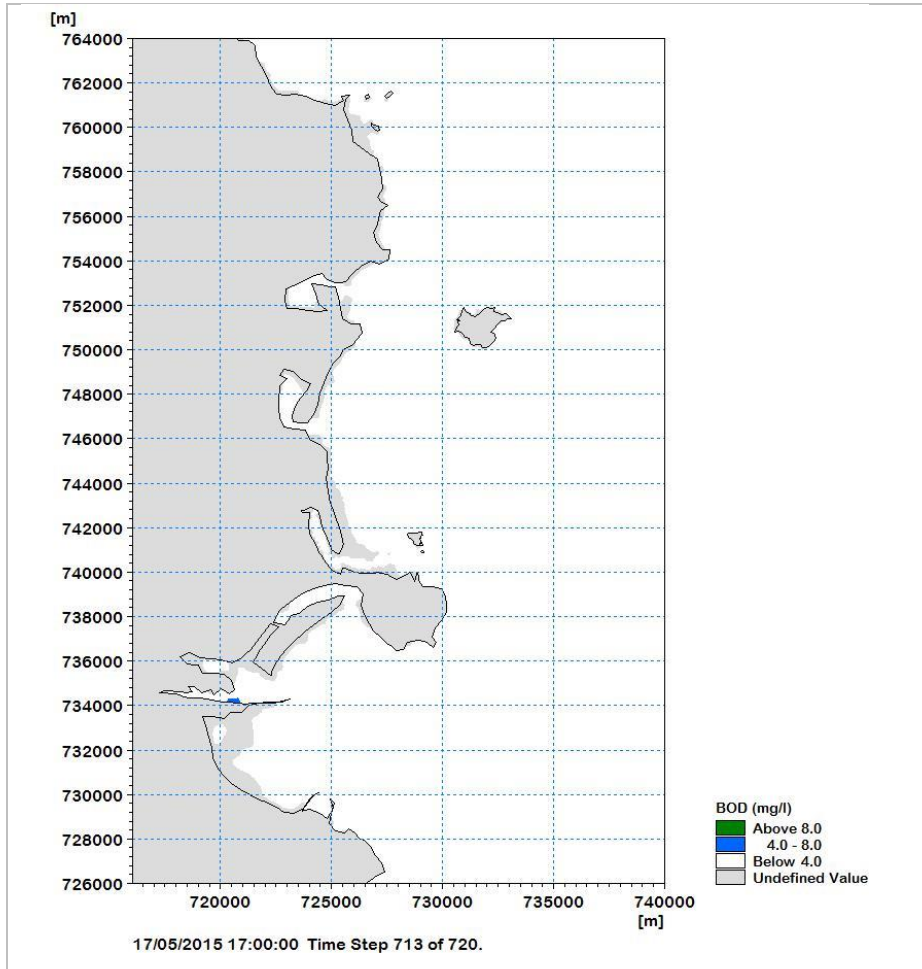 [m]
764000
762000
760000
758000
756000
754000
752000
750000
748000
746000
744000
742000
740000
738000
736000
734000
732000
730000
728000
726000
720000 725000 730000 735000 740000
[m]
BOD (mg/l)
Above 8.0
4.0 - 8.0
Below 4.0
Undefined Value
17/05/2015 17:00:00 Time Step 713 of 720.